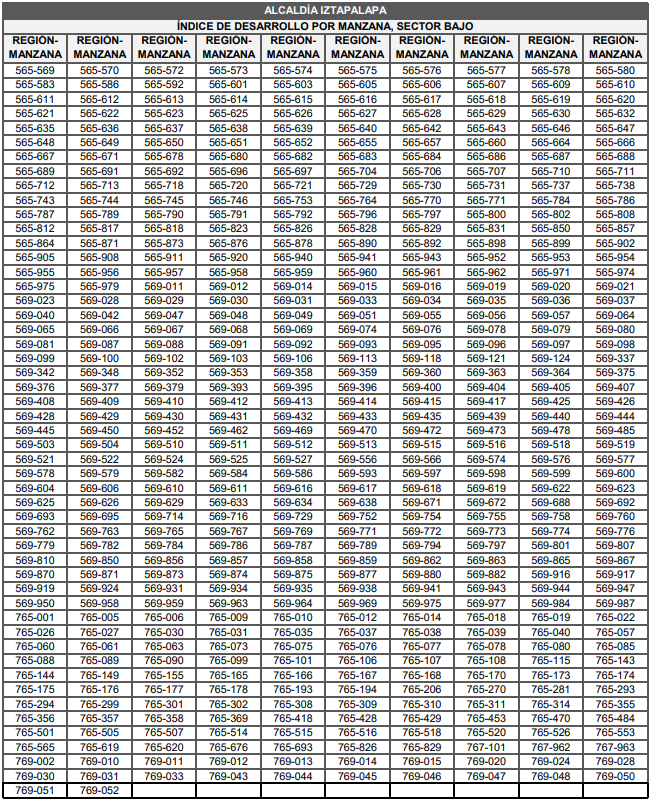 ALCALDÍA IZTAPALAPA
ÍNDICE DE DESARROLLO POR MANZANA, SECTOR BAJO
REGIÓN- REGIÓN- REGIÓN- REGIÓN- REGIÓN- REGIÓN- REGIÓN- REGIÓN- REGIÓN- REGIÓN-
MANZANA MANZANA MANZANA MANZANA MANZANA MANZANA MANZANA MANZANA MANZANA MANZANA
565-569 565-570 565-572 565-573 565-574 565-575 565-576 565-577 565-578 565-580
565-583 565-586 565-592 565-601 565-603 565-605 565-606 565-607 565-609 565-610
565-611 565-612 565-613 565-614 565-615 565-616 565-617 565-618 565-619 565-620
565-621 565-622 565-623 565-625 565-626 565-627 565-628 565-629 565-630 565-632
565-635 565-636 565-637 565-638 565-639 565-640 565-642 565-643 565-646 565-647
565-648 565-649 565-650 565-651 565-652 565-655 565-657 565-660 565-664 565-666
565-667 565-671 565-678 565-680 565-682 565-683 565-684 565-686 565-687 565-688
565-689 565-691 565-692 565-696 565-697 565-704 565-706 565-707 565-710 565-711
565-712 565-713 565-718 565-720 565-721 565-729 565-730 565-731 565-737 565-738
565-743 565-744 565-745 565-746 565-753 565-764 565-770 565-771 565-784 565-786
565-787 565-789 565-790 565-791 565-792 565-796 565-797 565-800 565-802 565-808
565-812 565-817 565-818 565-823 565-826 565-828 565-829 565-831 565-850 565-857
565-864 565-871 565-873 565-876 565-878 565-890 565-892 565-898 565-899 565-902
565-905 565-908 565-911 565-920 565-940 565-941 565-943 565-952 565-953 565-954
565-955 565-956 565-957 565-958 565-959 565-960 565-961 565-962 565-971 565-974
565-975 565-979 569-011 569-012 569-014 569-015 569-016 569-019 569-020 569-021
569-023 569-028 569-029 569-030 569-031 569-033 569-034 569-035 569-036 569-037
569-040 569-042 569-047 569-048 569-049 569-051 569-055 569-056 569-057 569-064
569-065 569-066 569-067 569-068 569-069 569-074 569-076 569-078 569-079 569-080
569-081 569-087 569-088 569-091 569-092 569-093 569-095 569-096 569-097 569-098
569-099 569-100 569-102 569-103 569-106 569-113 569-118 569-121 569-124 569-337
569-342 569-348 569-352 569-353 569-358 569-359 569-360 569-363 569-364 569-375
569-376 569-377 569-379 569-393 569-395 569-396 569-400 569-404 569-405 569-407
569-408 569-409 569-410 569-412 569-413 569-414 569-415 569-417 569-425 569-426
569-428 569-429 569-430 569-431 569-432 569-433 569-435 569-439 569-440 569-444
569-445 569-450 569-452 569-462 569-469 569-470 569-472 569-473 569-478 569-485
569-503 569-504 569-510 569-511 569-512 569-513 569-515 569-516 569-518 569-519
569-521 569-522 569-524 569-525 569-527 569-556 569-566 569-574 569-576 569-577
569-578 569-579 569-582 569-584 569-586 569-593 569-597 569-598 569-599 569-600
569-604 569-606 569-610 569-611 569-616 569-617 569-618 569-619 569-622 569-623
569-625 569-626 569-629 569-633 569-634 569-638 569-671 569-672 569-688 569-692
569-693 569-695 569-714 569-716 569-729 569-752 569-754 569-755 569-758 569-760
569-762 569-763 569-765 569-767 569-769 569-771 569-772 569-773 569-774 569-776
569-779 569-782 569-784 569-786 569-787 569-789 569-794 569-797 569-801 569-807
569-810 569-850 569-856 569-857 569-858 569-859 569-862 569-863 569-865 569-867
569-870 569-871 569-873 569-874 569-875 569-877 569-880 569-882 569-916 569-917
569-919 569-924 569-931 569-934 569-935 569-938 569-941 569-943 569-944 569-947
569-950 569-958 569-959 569-963 569-964 569-969 569-975 569-977 569-984 569-987
765-001 765-005 765-006 765-009 765-010 765-012 765-014 765-018 765-019 765-022
765-026 765-027 765-030 765-031 765-035 765-037 765-038 765-039 765-040 765-057
765-060 765-061 765-063 765-073 765-075 765-076 765-077 765-078 765-080 765-085
765-088 765-089 765-090 765-099 765-101 765-106 765-107 765-108 765-115 765-143
765-144 765-149 765-155 765-165 765-166 765-167 765-168 765-170 765-173 765-174
765-175 765-176 765-177 765-178 765-193 765-194 765-206 765-270 765-281 765-293
765-294 765-299 765-301 765-302 765-308 765-309 765-310 765-311 765-314 765-355
765-356 765-357 765-358 765-369 765-418 765-428 765-429 765-453 765-470 765-484
765-501 765-505 765-507 765-514 765-515 765-516 765-518 765-520 765-526 765-553
765-565 765-619 765-620 765-676 765-693 765-826 765-829 767-101 767-962 767-963
769-002 769-010 769-011 769-012 769-013 769-014 769-015 769-020 769-024 769-028
769-030 769-031 769-033 769-043 769-044 769-045 769-046 769-047 769-048 769-050
769-051 769-052